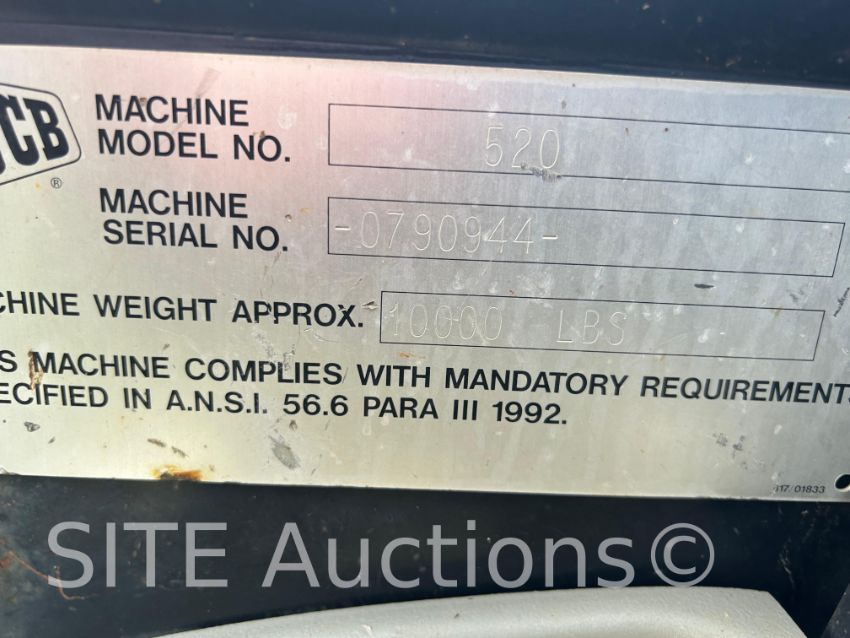 CB
®
MACHINE
MODEL NO. 520
MACHINE
SERIAL NO. -0790944-
CHINE WEIGHT APPROX. 10000 LBS
S MACHINE COMPLIES WITH MANDATORY REQUIREMENTS
ECIFIED IN A.N.S.I. 56.6 PARA III 1992.
817/01833
SITE Auctions©